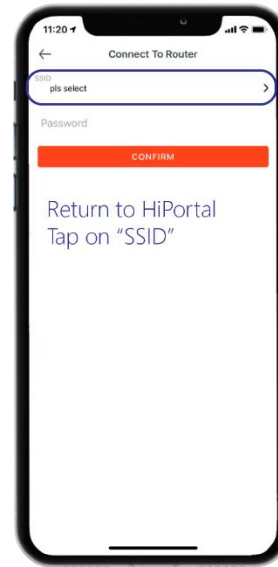 11:20
Connect To Router
SSID
pls select
Password
CONFIRM
Return to HiPortal
Tap on “SSID”